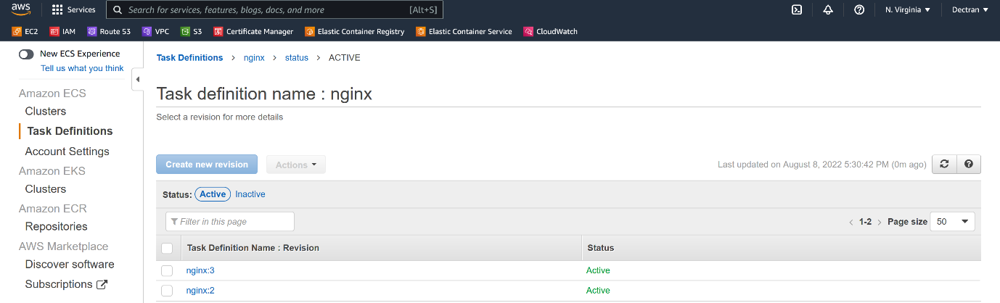 aws Services Search for services, features, blogs, docs, and more [Alt+S] N. Virginia Dectran
EC2 IAM Route 53 VPC S3 Certificate Manager Elastic Container Registry Elastic Container Service CloudWatch
New ECS Experience
Tell us what you think
Amazon ECS
Clusters
Task Definitions
Account Settings
Amazon EKS
Clusters
Amazon ECR
Repositories
AWS Marketplace
Discover software
Subscriptions
Task Definitions > nginx > status > ACTIVE
Task definition name : nginx
Select a revision for more details
Create new revision Actions Last updated on August 8, 2022 5:30:42 PM (0m ago)
Status: Active Inactive
Filter in this page < 1-2 > Page size 50
Task Definition Name : Revision Status
nginx:3 Active
nginx:2 Active